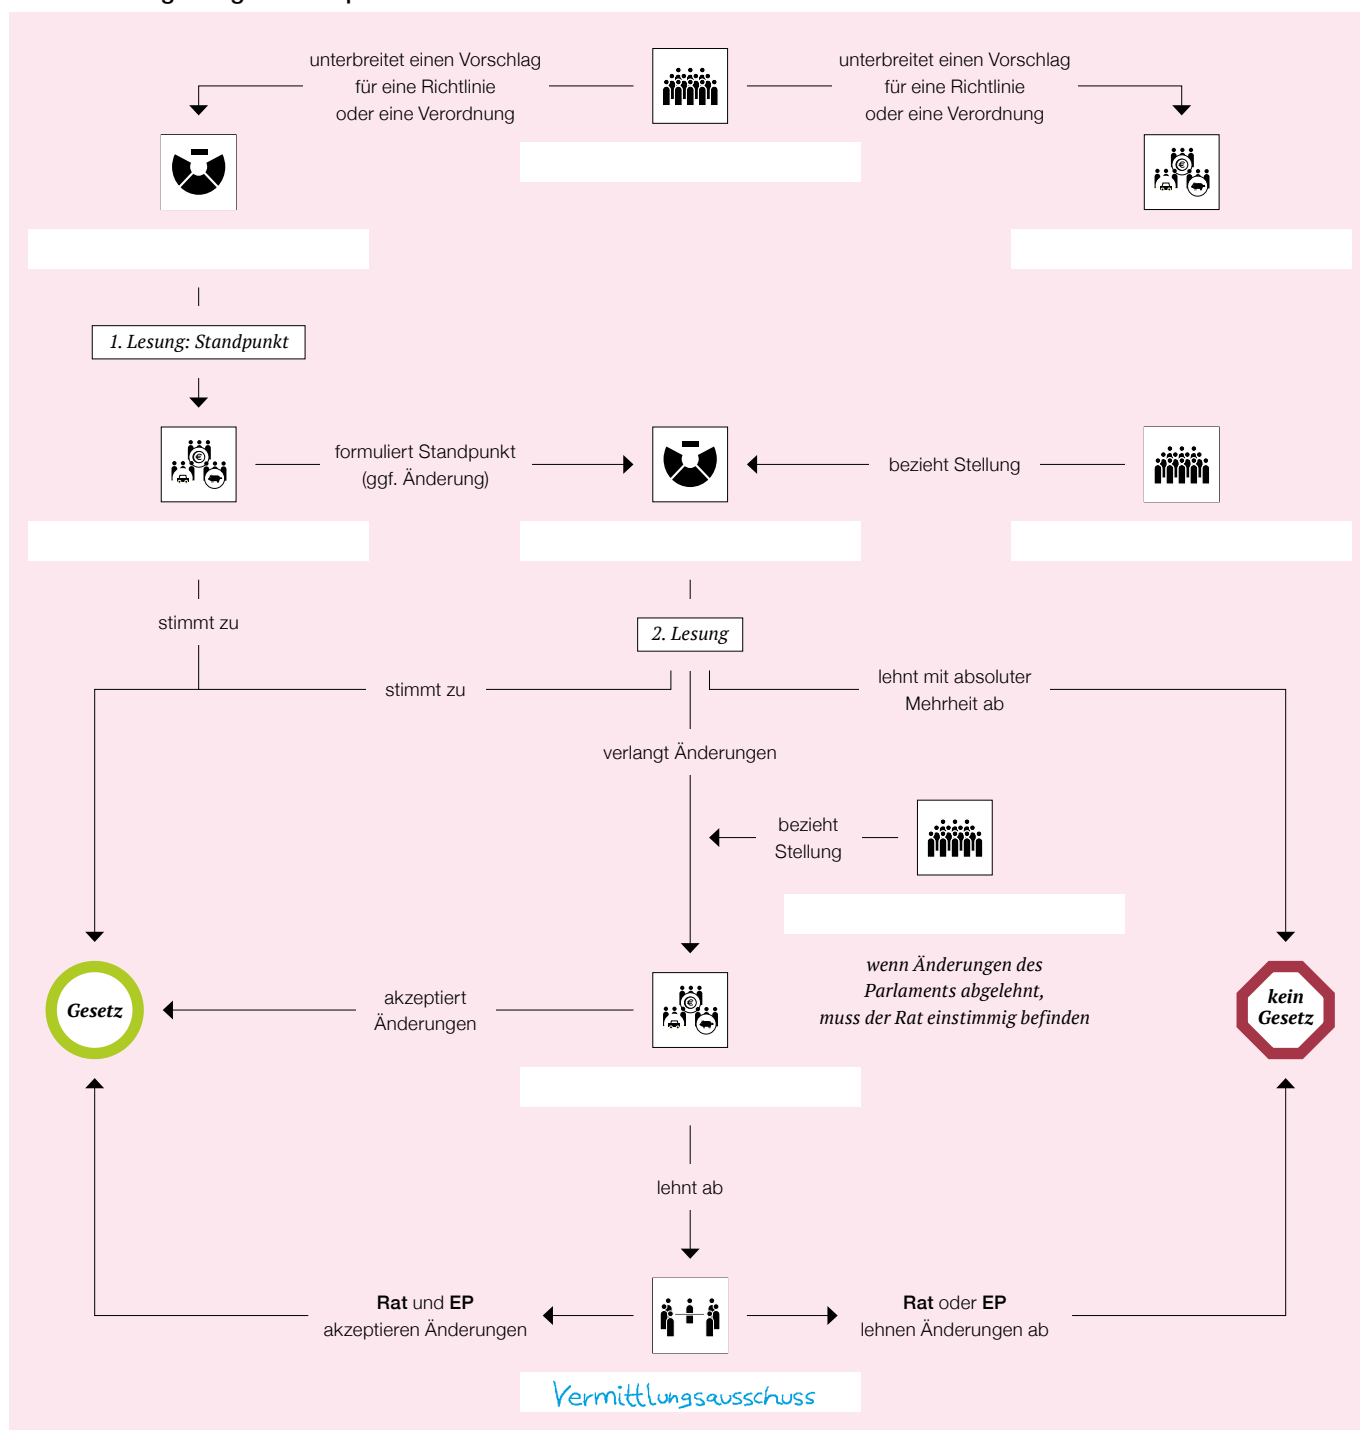 unterbreitet einen Vorschlag
für eine Richtlinie
oder eine Verordnung
unterbreitet einen Vorschlag
für eine Richtlinie
oder eine Verordnung
1. Lesung: Standpunkt
formuliert Standpunkt
(ggf. Änderung)
bezieht Stellung
stimmt zu
2. Lesung
stimmt zu
lehnt mit absoluter
Mehrheit ab
verlangt Änderungen
bezieht
Stellung
wenn Änderungen des
Parlaments abgelehnt,
muss der Rat einstimmig befinden
Gesetz
akzeptiert
Änderungen
kein
Gesetz
lehnt ab
Rat und EP
akzeptieren Änderungen
Rat oder EP
lehnen Änderungen ab
Vermittlungsausschuss